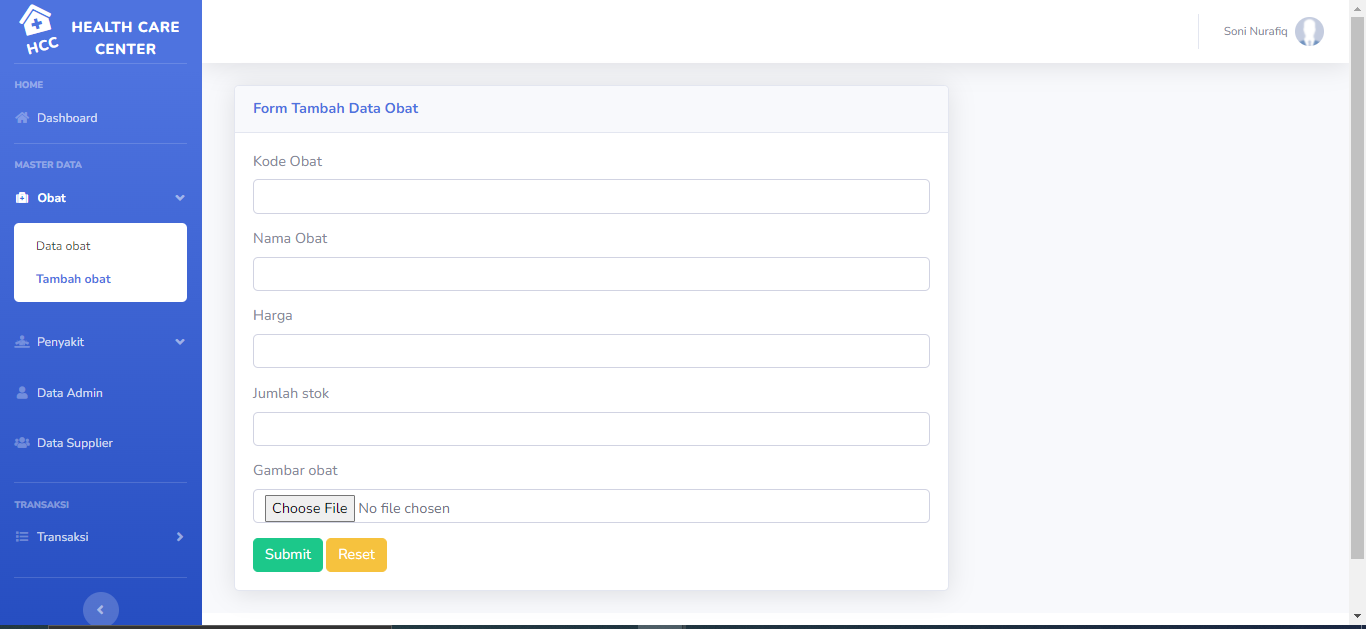 HCC
HEALTH CARE
CENTER
HOME
Dashboard
MASTER DATA
Obat
Data obat
Tambah obat
Penyakit
Data Admin
Data Supplier
TRANSAKSI
Transaksi
Soni Nurafiq
Form Tambah Data Obat
Kode Obat
Nama Obat
Harga
Jumlah stok
Gambar obat
Choose File No file chosen
Submit Reset